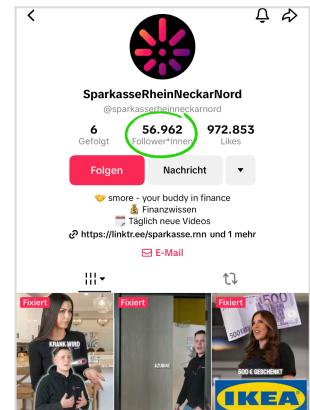 SparkasseRheinNeckarNord
@sparkasserheinneckarnord
6 56.962 972.853
Gefolgt Follower*innen Likes
Folgen Nachricht
smore - your buddy in finance
Finanzwissen
Täglich neue Videos
https://linktr.ee/sparkasse.rnn und 1 mehr
E-Mail
Fixiert Fixiert Fixiert
KRANK WIRD
500 € GESCHENKT
IKEA